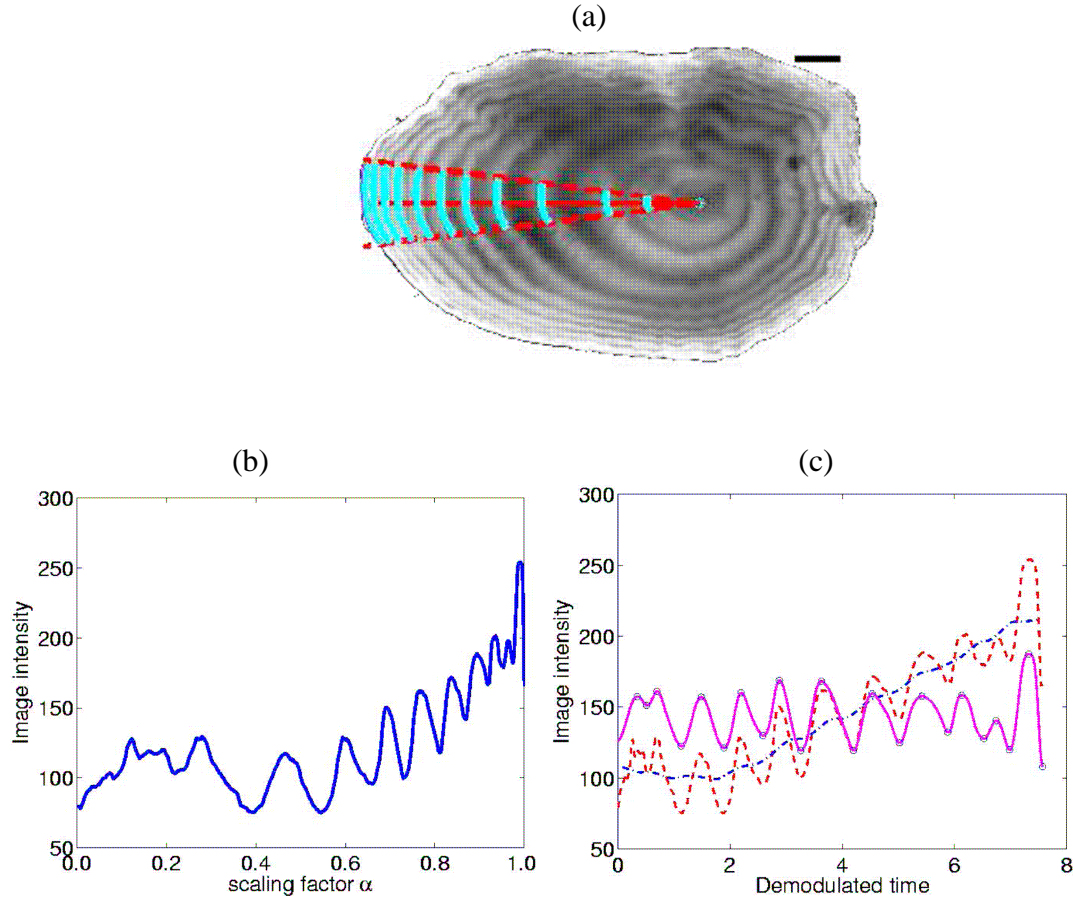 (a)
(b)
300
250
200
150
100
50
Image intensity
0.0 0.2 0.4 0.6 0.8 1.0
scaling factor α
(c)
300
250
200
150
100
50
Image intensity
0 2 4 6 8
Demodulated time